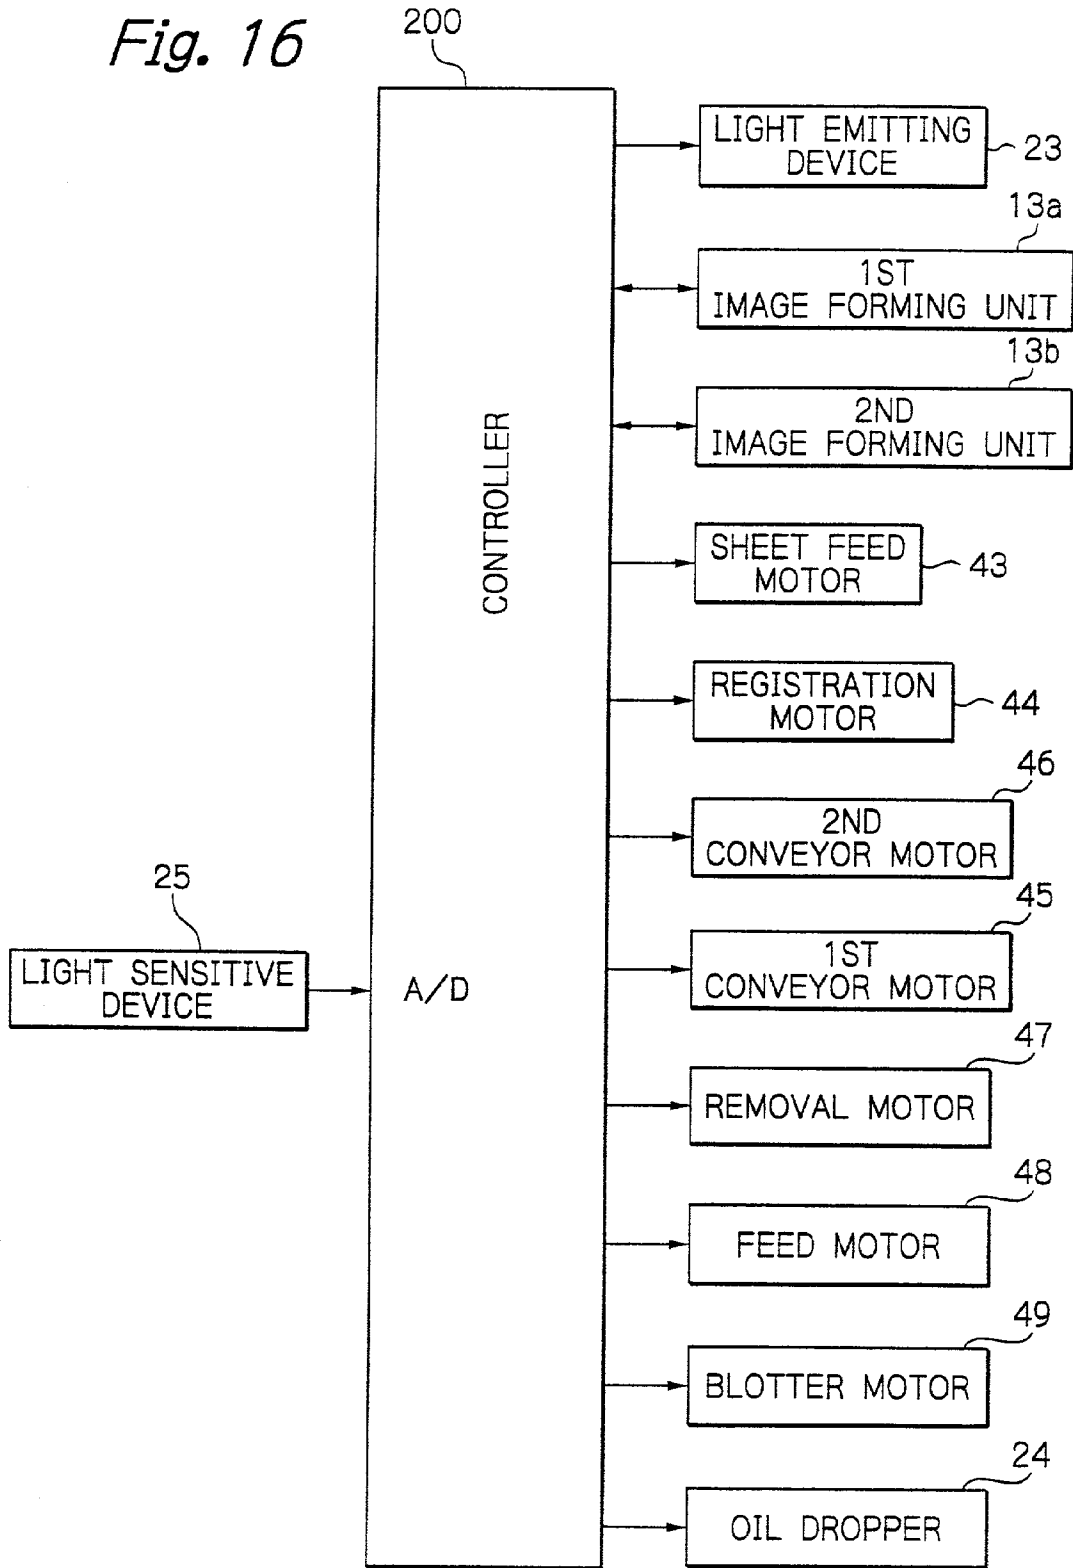 Fig. 16
200
CONTROLLER
LIGHT EMITTING
DEVICE
23
13a
1ST
IMAGE FORMING UNIT
13b
2ND
IMAGE FORMING UNIT
SHEET FEED
MOTOR
43
REGISTRATION
MOTOR
44
46
2ND
CONVEYOR MOTOR
25
LIGHT SENSITIVE
DEVICE
A/D
45
1ST
CONVEYOR MOTOR
47
REMOVAL MOTOR
48
FEED MOTOR
49
BLOTTER MOTOR
24
OIL DROPPER